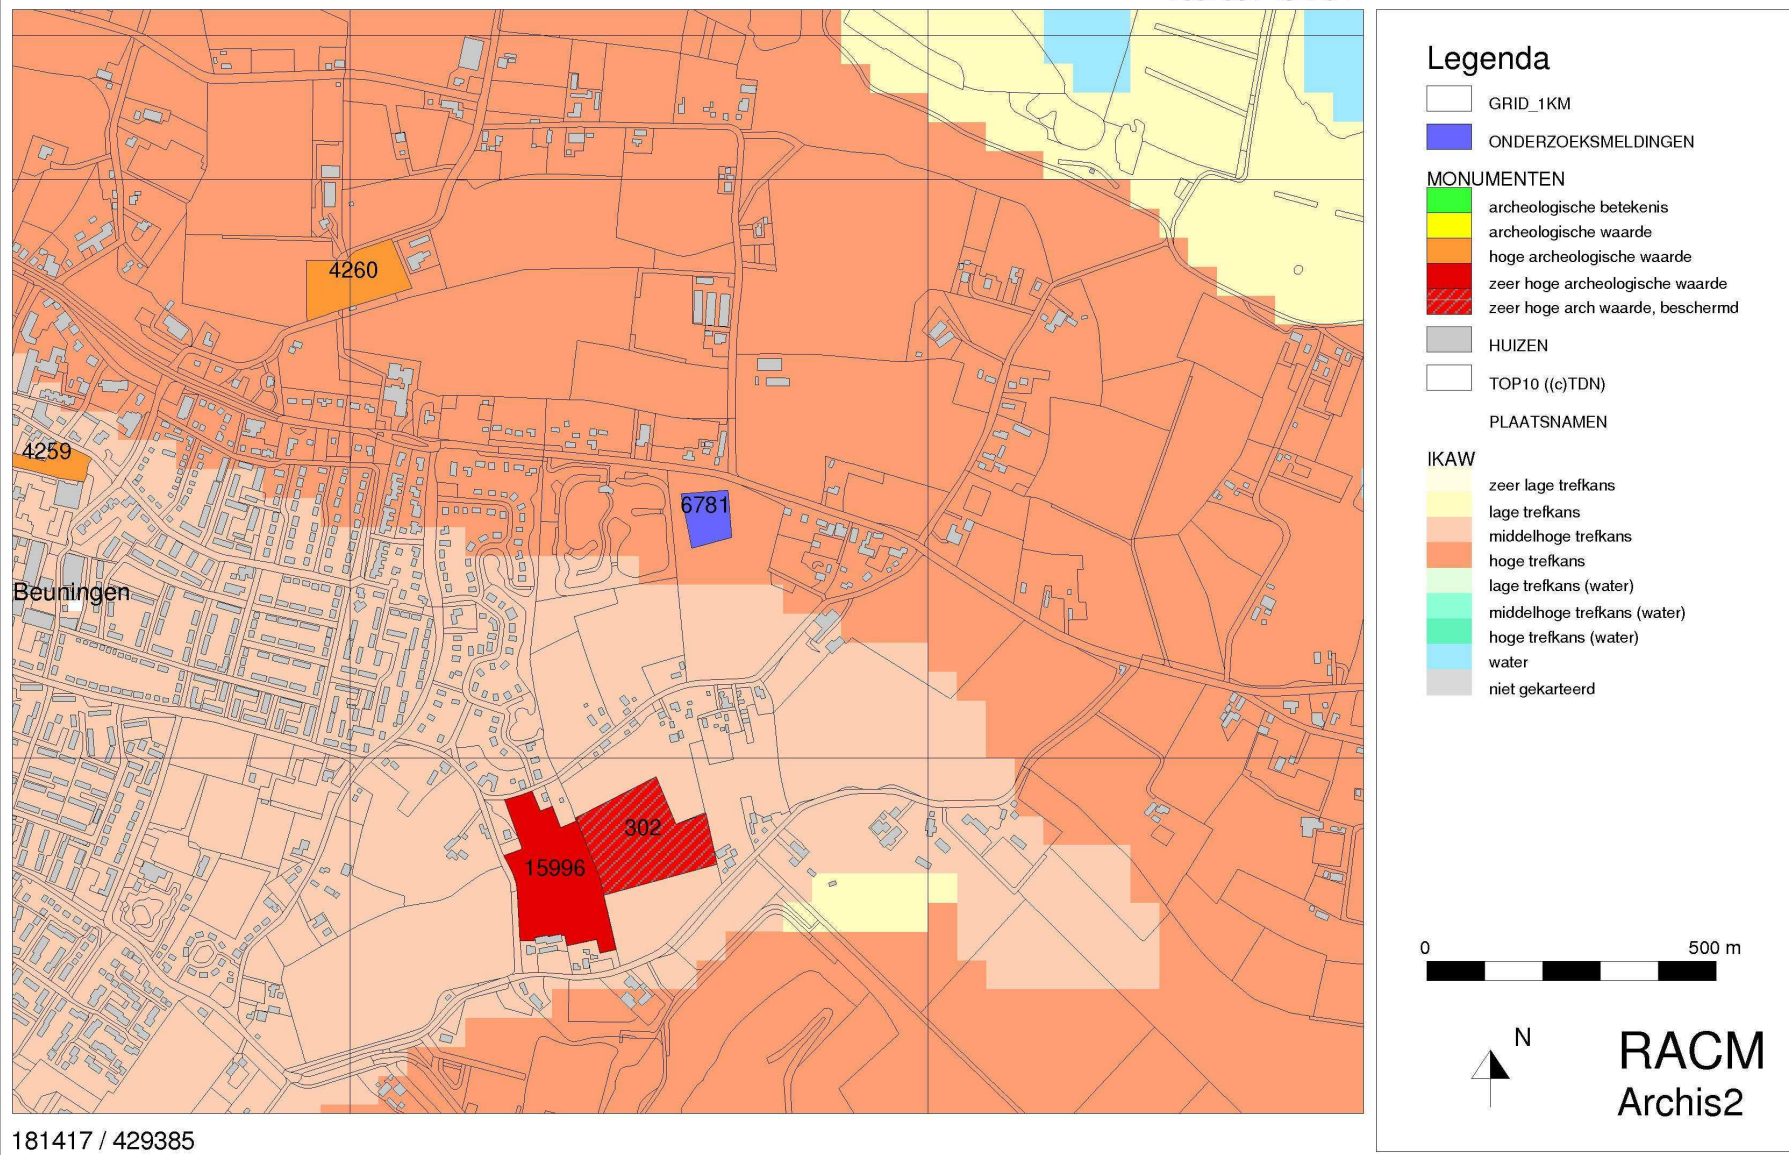 4260
4259
6781
Beuningen
302
15996
181417 / 429385
Legenda
GRID_1KM
ONDERZOEKSMELDINGEN
MONUMENTEN
archeologische betekenis
archeologische waarde
hoge archeologische waarde
zeer hoge archeologische waarde
zeer hoge arch waarde, beschermd
HUIZEN
TOP10 ((c)TDN)
PLAATSNAMEN
IKAW
zeer lage trefkans
lage trefkans
middelhoge trefkans
hoge trefkans
lage trefkans (water)
middelhoge trefkans (water)
hoge trefkans (water)
water
niet gekarteerd
0 500 m
N
RACM
Archis2